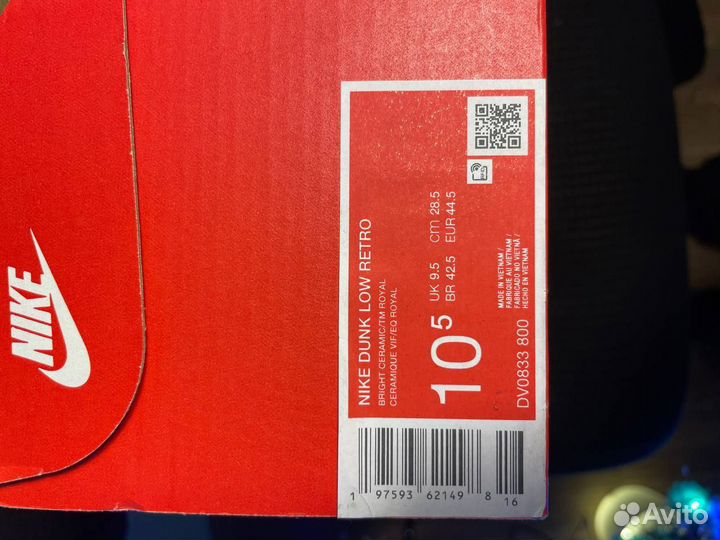 NIKE
NIKE DUNK LOW RETRO
BRIGHT CERAMIC/TM ROYAL
CERAMIQUE VIF/EQ ROYAL
10⁵
UK 9.5 cm 28.5
BR 42.5 EUR 44.5
MADE IN VIETNAM/
FABRIQUE AU VIETNAM/
FABRICADO NO VIETNÃ/
HECHO EN VIETNAM
DV0833 800
1 97593 62149 8 16
Avito